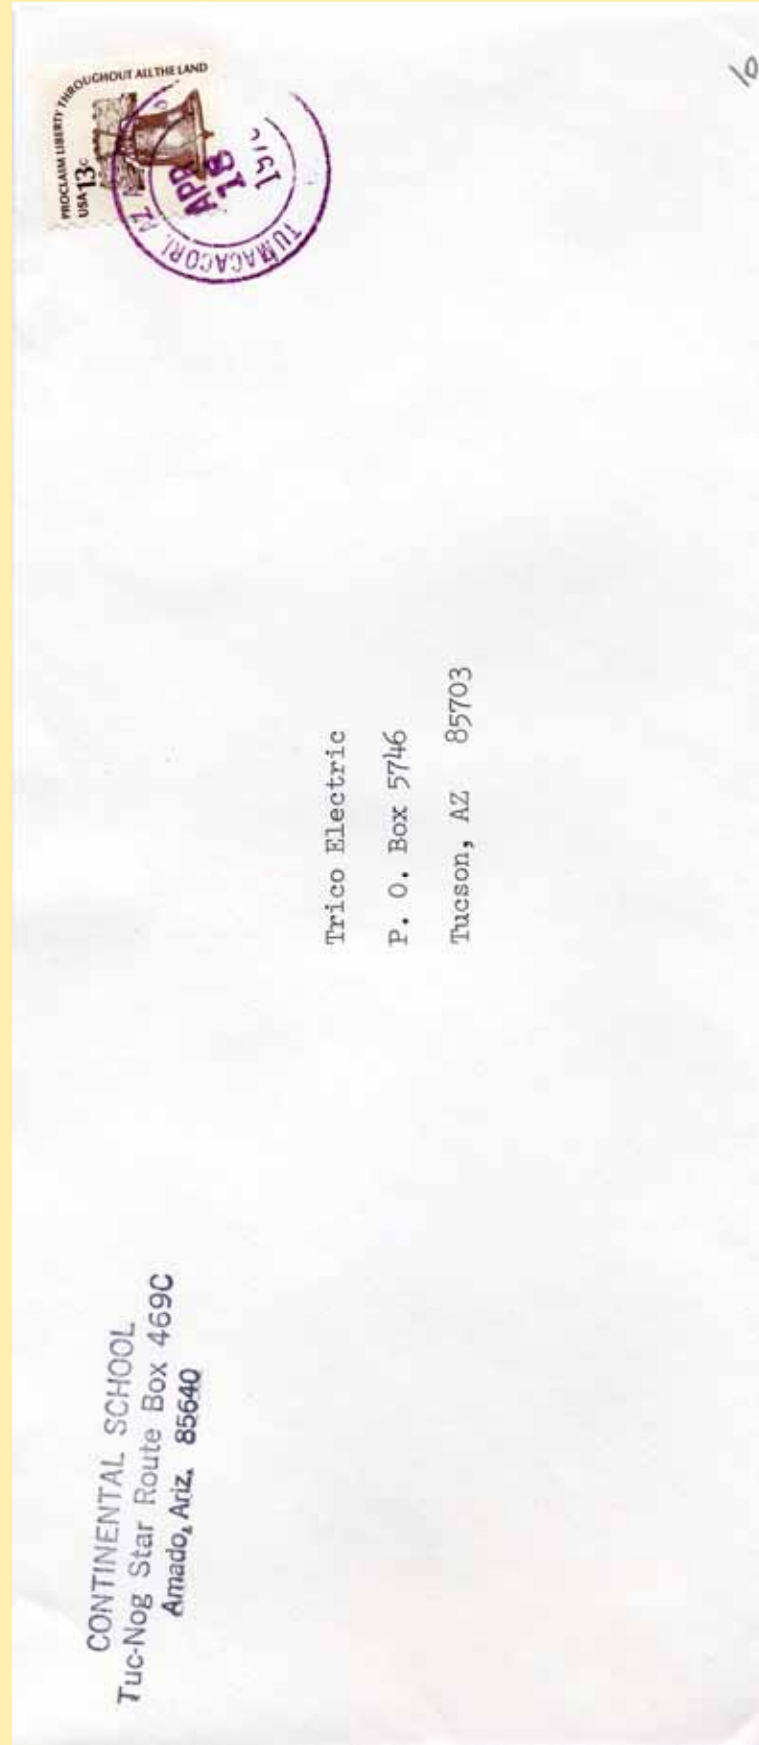 CONTINENTAL SCHOOL
Tuc-Nog Star Route Box 469C
Amado, Ariz. 85640
PROCLAIM LIBERTY THROUGHOUT ALL THE LAND
USA 13c
TUMACACORI, AZ
APR
18
Trico Electric
P. O. Box 5746
Tucson, AZ 85703
10